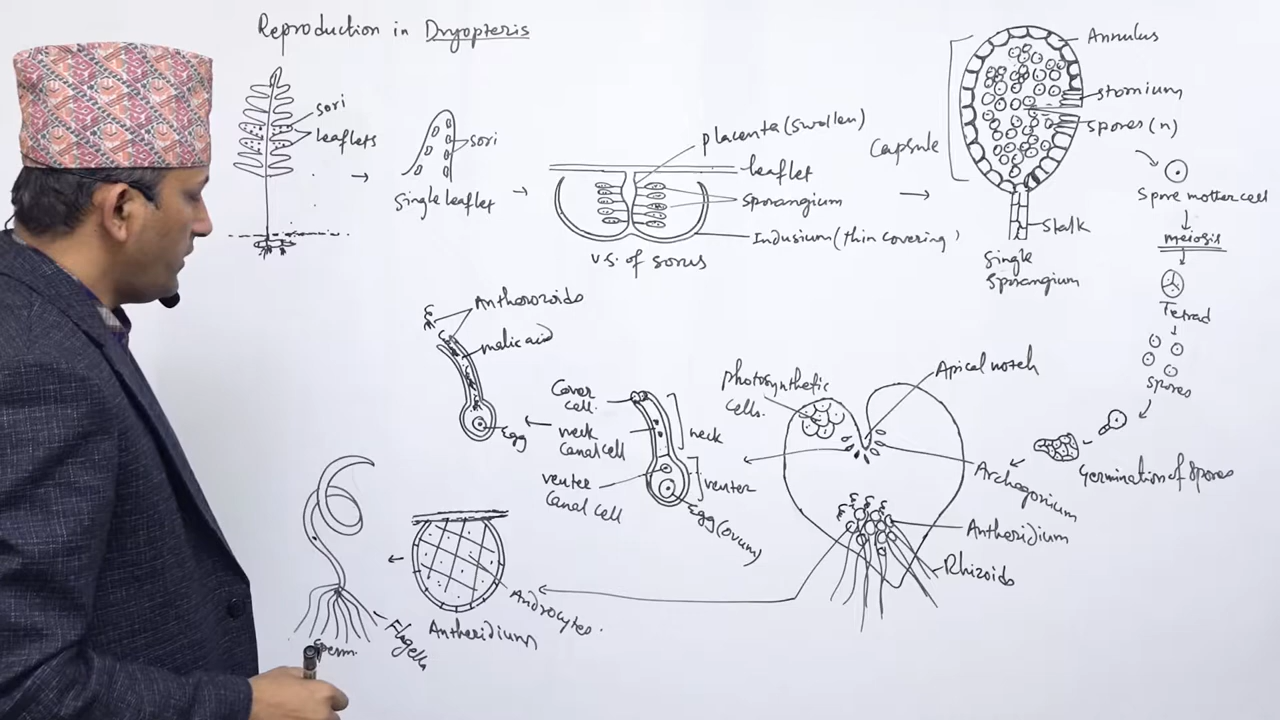 Reproduction in Dryopteris
sori
leaflets
sori
Single leaflet
placenta (swollen)
leaflet
Sporangium
Indusium (thin covering)
v.s. of sorus
Capsule
Annulus
stomium
spores (n)
stalk
Single
Sporangium
Spore mother cell
meiosis
Tetrad
spores
Germination of spores
Antherozoids
malic acid
Egg
Cover
cell.
neck
Canal cell
venter
Canal cell
neck
venter
Egg (ovum)
photosynthetic
cells.
Apical notch
Archegonium
Antheridium
Rhizoids
Androcytes.
Antheridium
Flagella
Sperm.